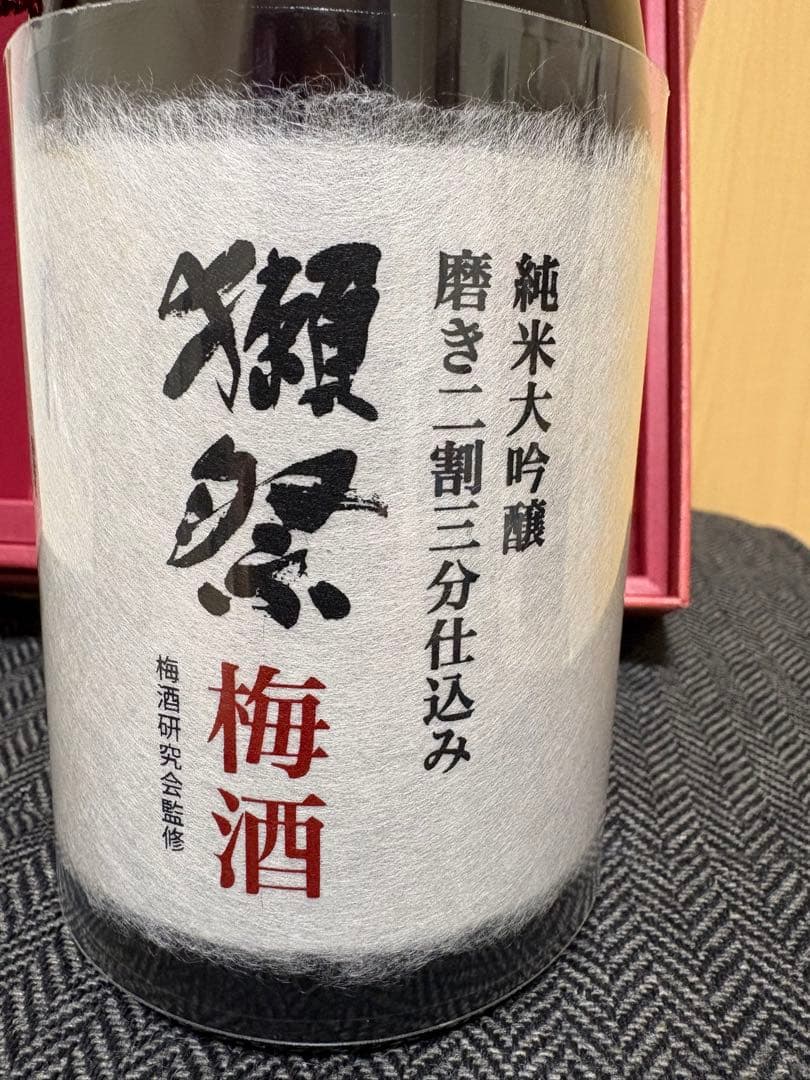 純米大吟醸
磨き二割三分仕込み
獺祭
梅酒
梅酒研究会監修